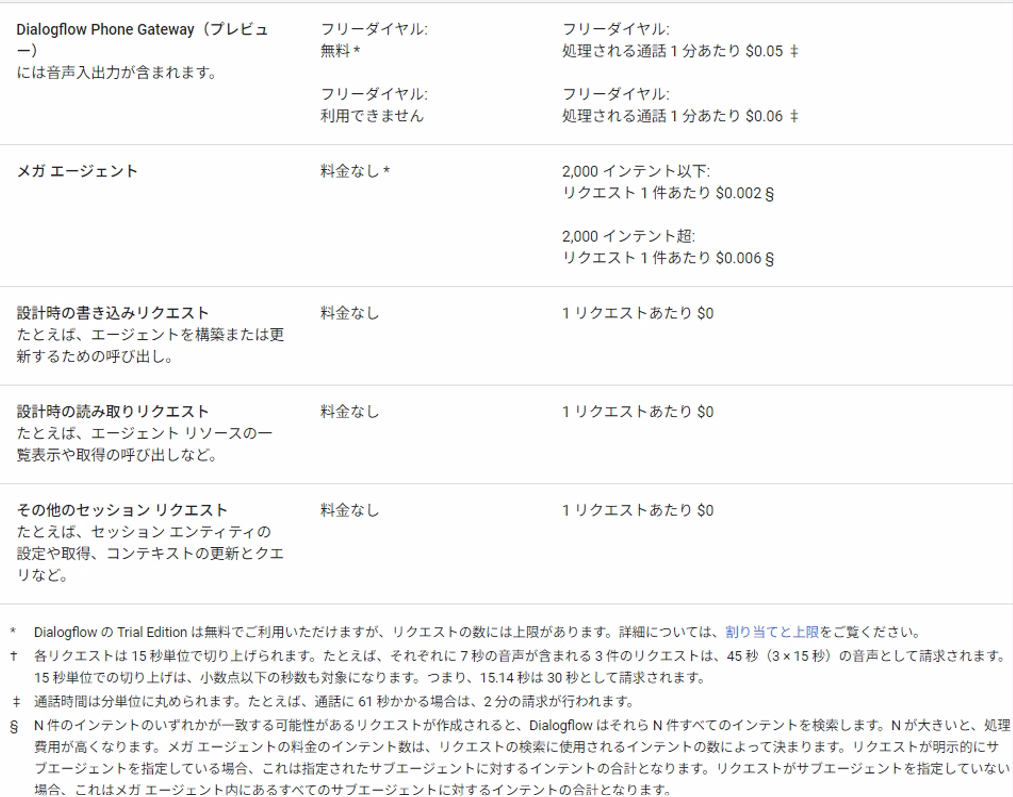 Dialogflow Phone Gateway（プレビュ
ー）
には音声入出力が含まれます。
フリーダイヤル:
無料 *
フリーダイヤル:
利用できません
フリーダイヤル:
処理される通話 1 分あたり $0.05 ‡
フリーダイヤル:
処理される通話 1 分あたり $0.06 ‡
メガ エージェント
料金なし *
2,000 インテント以下:
リクエスト 1 件あたり $0.002 §
2,000 インテント超:
リクエスト 1 件あたり $0.006 §
設計時の書き込みリクエスト
たとえば、エージェントを構築または更
新するための呼び出し。
料金なし
1 リクエストあたり $0
設計時の読み取りリクエスト
たとえば、エージェント リソースの一
覧表示や取得の呼び出しなど。
料金なし
1 リクエストあたり $0
その他のセッション リクエスト
たとえば、セッション エンティティの
設定や取得、コンテキストの更新とクエ
リなど。
料金なし
1 リクエストあたり $0
* Dialogflow の Trial Edition は無料でご利用いただけますが、リクエストの数には上限があります。詳細については、割り当てと上限をご覧ください。
† 各リクエストは 15 秒単位で切り上げられます。たとえば、それぞれに 7 秒の音声が含まれる 3 件のリクエストは、45 秒（3 × 15 秒）の音声として請求されます。
15 秒単位での切り上げは、小数点以下の秒数も対象になります。つまり、15.14 秒は 30 秒として請求されます。
‡ 通話時間は分単位に丸められます。たとえば、通話に 61 秒かかる場合は、2 分の請求が行われます。
§ N 件のインテントのいずれかが一致する可能性があるリクエストが作成されると、Dialogflow はそれら N 件すべてのインテントを検索します。N が大きいと、処理
費用が高くなります。メガ エージェントの料金のインテント数は、リクエストの検索に使用されるインテントの数によって決まります。リクエストが明示的にサ
ブエージェントを指定している場合、これは指定されたサブエージェントに対するインテントの合計となります。リクエストがサブエージェントを指定していない
場合、これはメガ エージェント内にあるすべてのサブエージェントに対するインテントの合計となります。